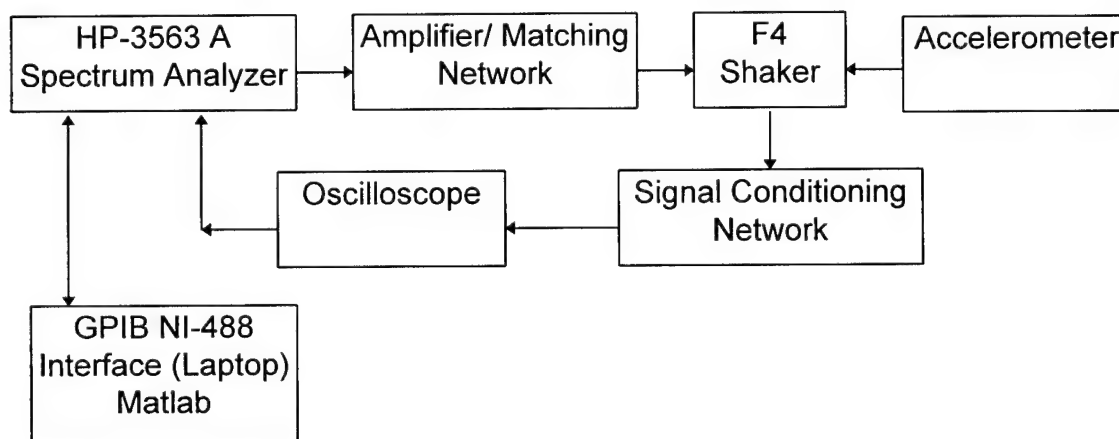 HP-3563 A
Spectrum Analyzer
Amplifier/ Matching
Network
F4
Shaker
Accelerometer
Oscilloscope
Signal Conditioning
Network
GPIB NI-488
Interface (Laptop)
Matlab